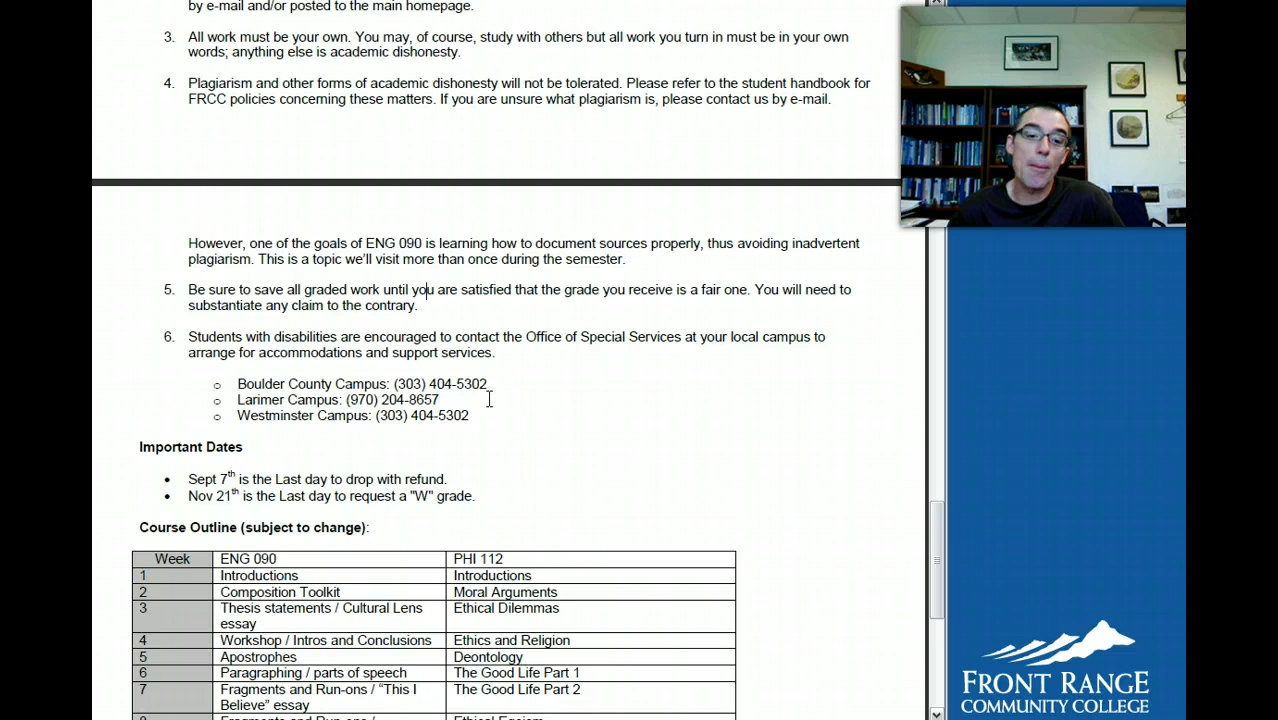 by e-mail and/or posted to the main homepage.
3. All work must be your own. You may, of course, study with others but all work you turn in must be in your own
words; anything else is academic dishonesty.
4. Plagiarism and other forms of academic dishonesty will not be tolerated. Please refer to the student handbook for
FRCC policies concerning these matters. If you are unsure what plagiarism is, please contact us by e-mail.
However, one of the goals of ENG 090 is learning how to document sources properly, thus avoiding inadvertent
plagiarism. This is a topic we'll visit more than once during the semester.
5. Be sure to save all graded work until you are satisfied that the grade you receive is a fair one. You will need to
substantiate any claim to the contrary.
6. Students with disabilities are encouraged to contact the Office of Special Services at your local campus to
arrange for accommodations and support services.
o Boulder County Campus: (303) 404-5302
o Larimer Campus: (970) 204-8657
o Westminster Campus: (303) 404-5302
Important Dates
• Sept 7th is the Last day to drop with refund.
• Nov 21th is the Last day to request a "W" grade.
Course Outline (subject to change):
Week ENG 090 PHI 112
1 Introductions Introductions
2 Composition Toolkit Moral Arguments
3 Thesis statements / Cultural Lens Ethical Dilemmas
essay
4 Workshop / Intros and Conclusions Ethics and Religion
5 Apostrophes Deontology
6 Paragraphing / parts of speech The Good Life Part 1
7 Fragments and Run-ons / "This I The Good Life Part 2
Believe" essay
8 Fragments and Run-ons / Ethical Egoism
FRONT RANGE
COMMUNITY COLLEGE